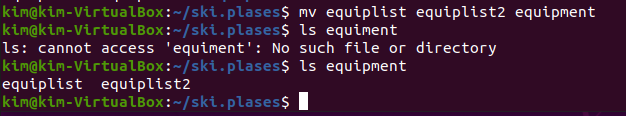 kim@kim-VirtualBox:~/ski.plases$ mv equiplist equiplist2 equipment
kim@kim-VirtualBox:~/ski.plases$ ls equiment
ls: cannot access 'equiment': No such file or directory
kim@kim-VirtualBox:~/ski.plases$ ls equipment
equiplist  equiplist2
kim@kim-VirtualBox:~/ski.plases$